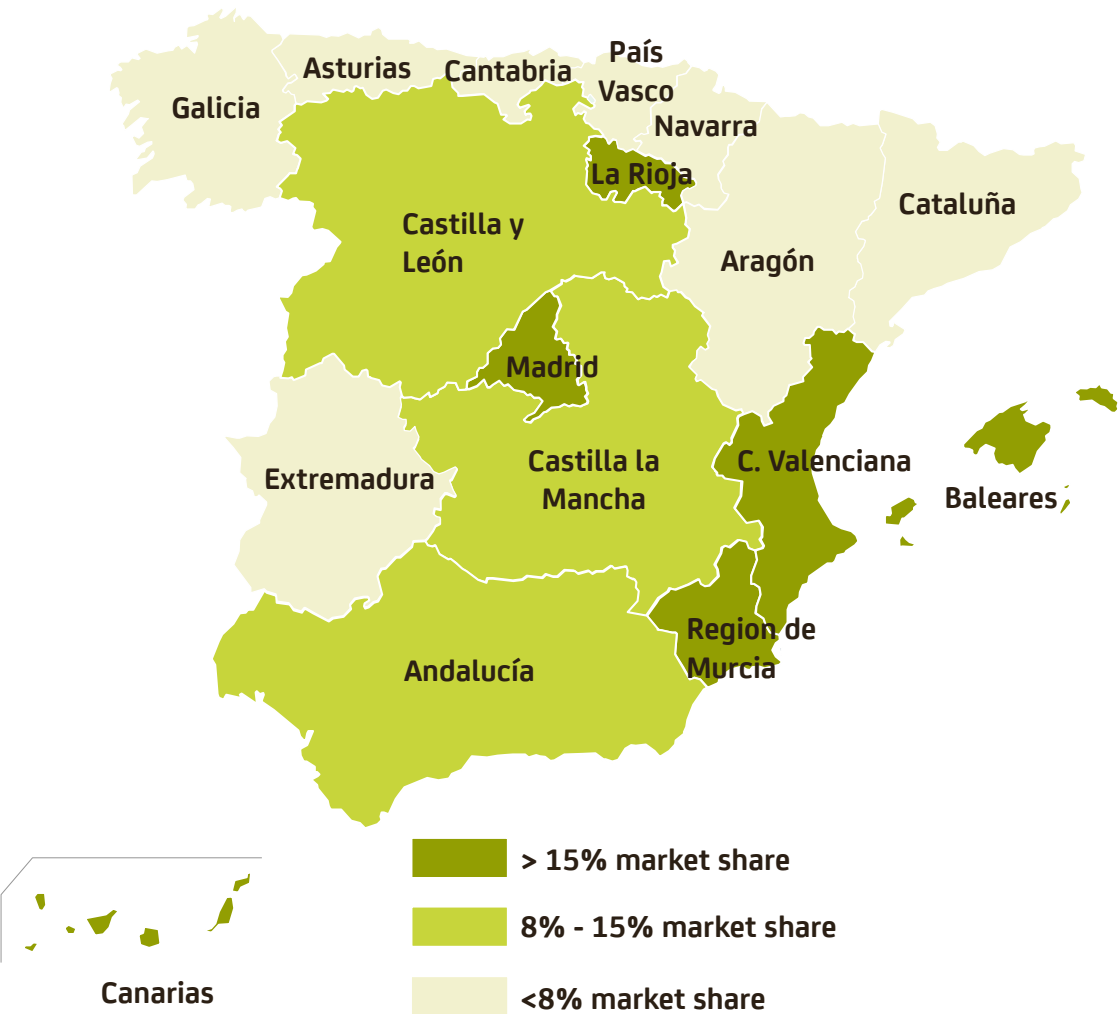 País
Vasco
Asturias
Cantabria
Galicia
Navarra
La Rioja
Cataluña
Castilla y
León
Aragón
Madrid
C. Valenciana
Castilla la
Mancha
Extremadura
Baleares
Region de
Murcia
Andalucía
> 15% market share
8% - 15% market share
<8% market share
Canarias